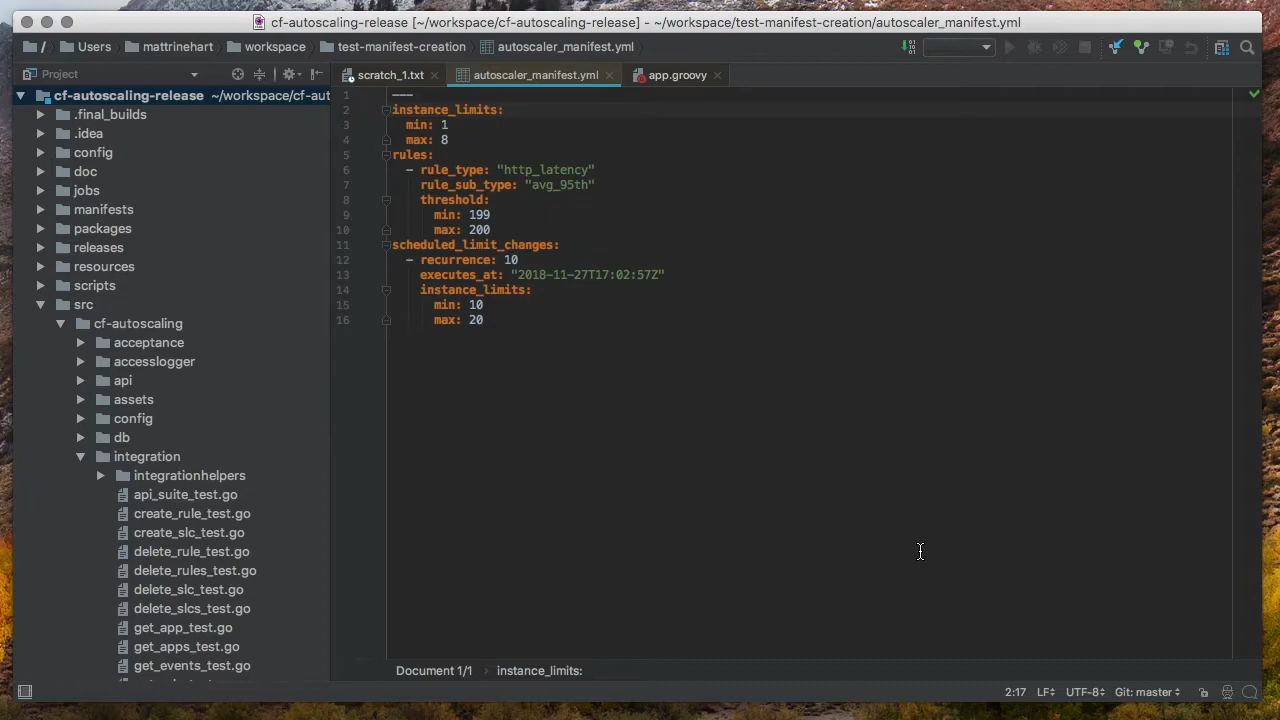 cf-autoscaling-release [~/workspace/cf-autoscaling-release] - ~/workspace/test-manifest-creation/autoscaler_manifest.yml
/ Users mattrinehart workspace test-manifest-creation autoscaler_manifest.yml
Project
scratch_1.txt autoscaler_manifest.yml app.groovy
cf-autoscaling-release ~/workspace/cf-aut
.final_builds
.idea
config
doc
jobs
manifests
packages
releases
resources
scripts
src
cf-autoscaling
acceptance
accesslogger
api
assets
config
db
integration
integrationhelpers
api_suite_test.go
create_rule_test.go
create_slc_test.go
delete_rule_test.go
delete_rules_test.go
delete_slc_test.go
delete_slcs_test.go
get_app_test.go
get_apps_test.go
get_events_test.go
1 ---
2 instance_limits:
3 min: 1
4 max: 8
5 rules:
6 - rule_type: "http_latency"
7 rule_sub_type: "avg_95th"
8 threshold:
9 min: 199
10 max: 200
11 scheduled_limit_changes:
12 - recurrence: 10
13 executes_at: "2018-11-27T17:02:57Z"
14 instance_limits:
15 min: 10
16 max: 20
Document 1/1 › instance_limits:
2:17 LF UTF-8 Git: master